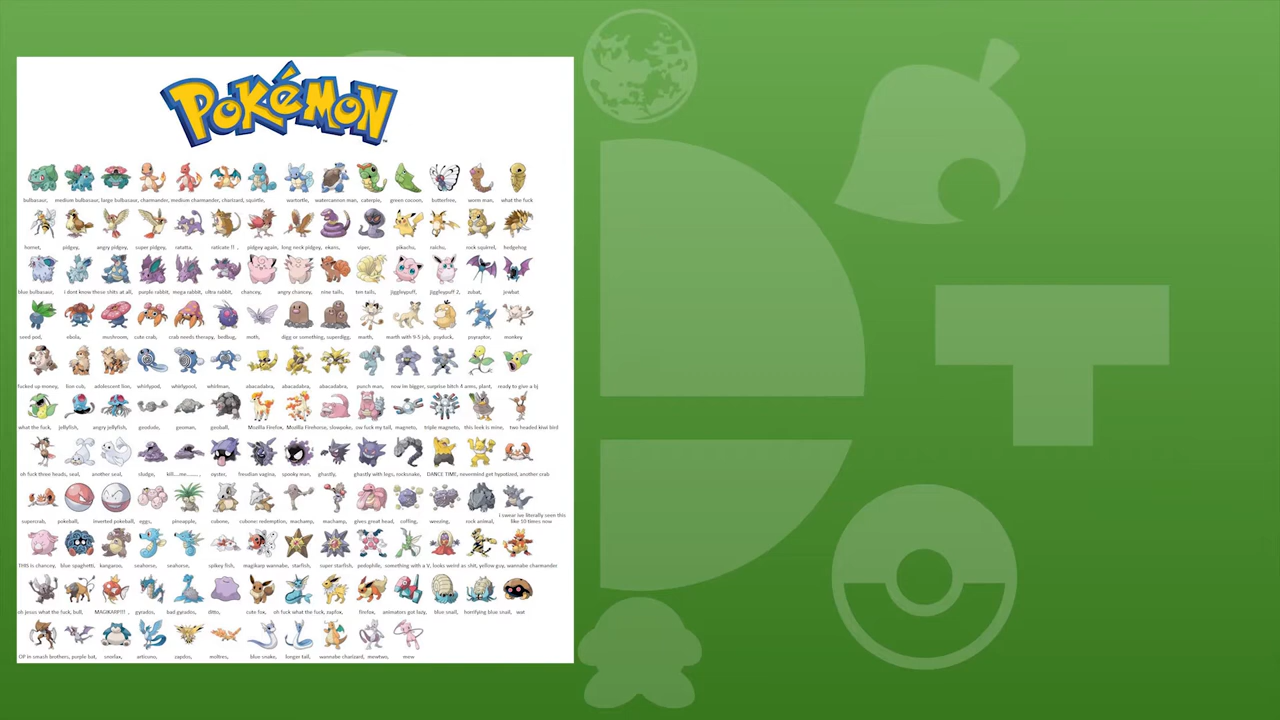 POKéMON
bulbasaur, medium bulbasaur, large bulbasaur, charmander, medium charmander, charizard, squirtle, wartortle, watercannon man, caterpie, green cocoon, butterfree, worm man, what the fuck
hornet, pidgey, angry pidgey, super pidgey, ratatta, raticate !! , pidgey again, long neck pidgey, ekans, viper, pikachu, raichu, rock squirrel, hedgehog
blue bulbasaur, i dont know these shits at all, purple rabbit, mega rabbit, ultra rabbit, chancey, angry chancey, nine tails, ten tails, jiggleypuff, jiggleypuff 2, zubat, jewbat
seed pod, ebola, mushroom, cute crab, crab needs therapy, bedbug, moth, digg or something, superdigg, marth, marth with 9-5 job, psyduck, psyraptor, monkey
fucked up money, lion cub, adolescent lion, whirlypod, whirlypool, whirlman, abacadabra, abacadabra, abacadabra, punch man, now im bigger, surprise bitch 4 arms, plant, ready to give a bj
what the fuck, jellyfish, angry jellyfish, geodude, geoman, geoball, Mozilla Firefox, Mozilla Firehorse, slowpoke, ow fuck my tail, magneto, triple magneto, this leek is mine, two headed kiwi bird
oh fuck three heads, seal, another seal, sludge, kill....me........ , oyster, freudian vagina, spooky man, ghastly, ghastly with legs, rocksnake, DANCE TIME, nevermind got hypotized, another crab
supercrab, pokeball, inverted pokeball, eggs, pineapple, cubone, cubone: redemption, machamp, machamp, gives great head, coffing, weezing, rock animal, i swear ive literally seen this like 10 times now
THIS is chancey, blue spaghetti, kangaroo, seahorse, seahorse, spikey fish, magikarp wannabe, starfish, super starfish, pedophile, something with a V, looks weird as shit, yellow guy, wannabe charmander
oh jesus what the fuck, bull, MAGIKARP!!! , gyrados, bad gyrados, ditto, cute fox, oh fuck what the fuck, zapfox, firefox, animators got lazy, blue snail, horrifying blue snail, wat
OP in smash brothers, purple bat, snorlax, articuno, zapdos, moltres, blue snake, longer tail, wannabe charizard, mewtwo, mew